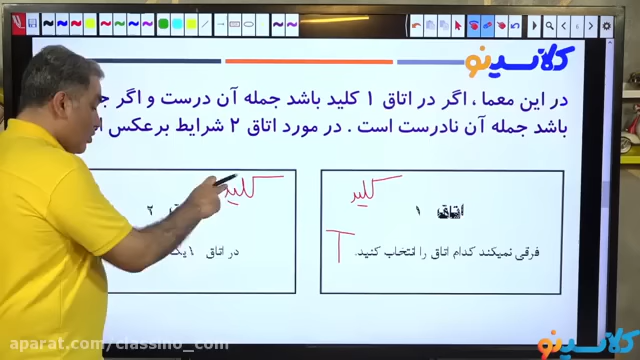 کلاسینو
در این معما ، اگر در اتاق ۱ کلید باشد جمله آن درست و اگر
باشد جمله آن نادرست است . در مورد اتاق ۲ شرایط برعکس
کلید
اتاق ۱
فرقی نمیکند کدام اتاق را انتخاب کنید.
T
کلید
۲
در اتاق ۱ یک
کلاسینو
aparat.com/classino_com